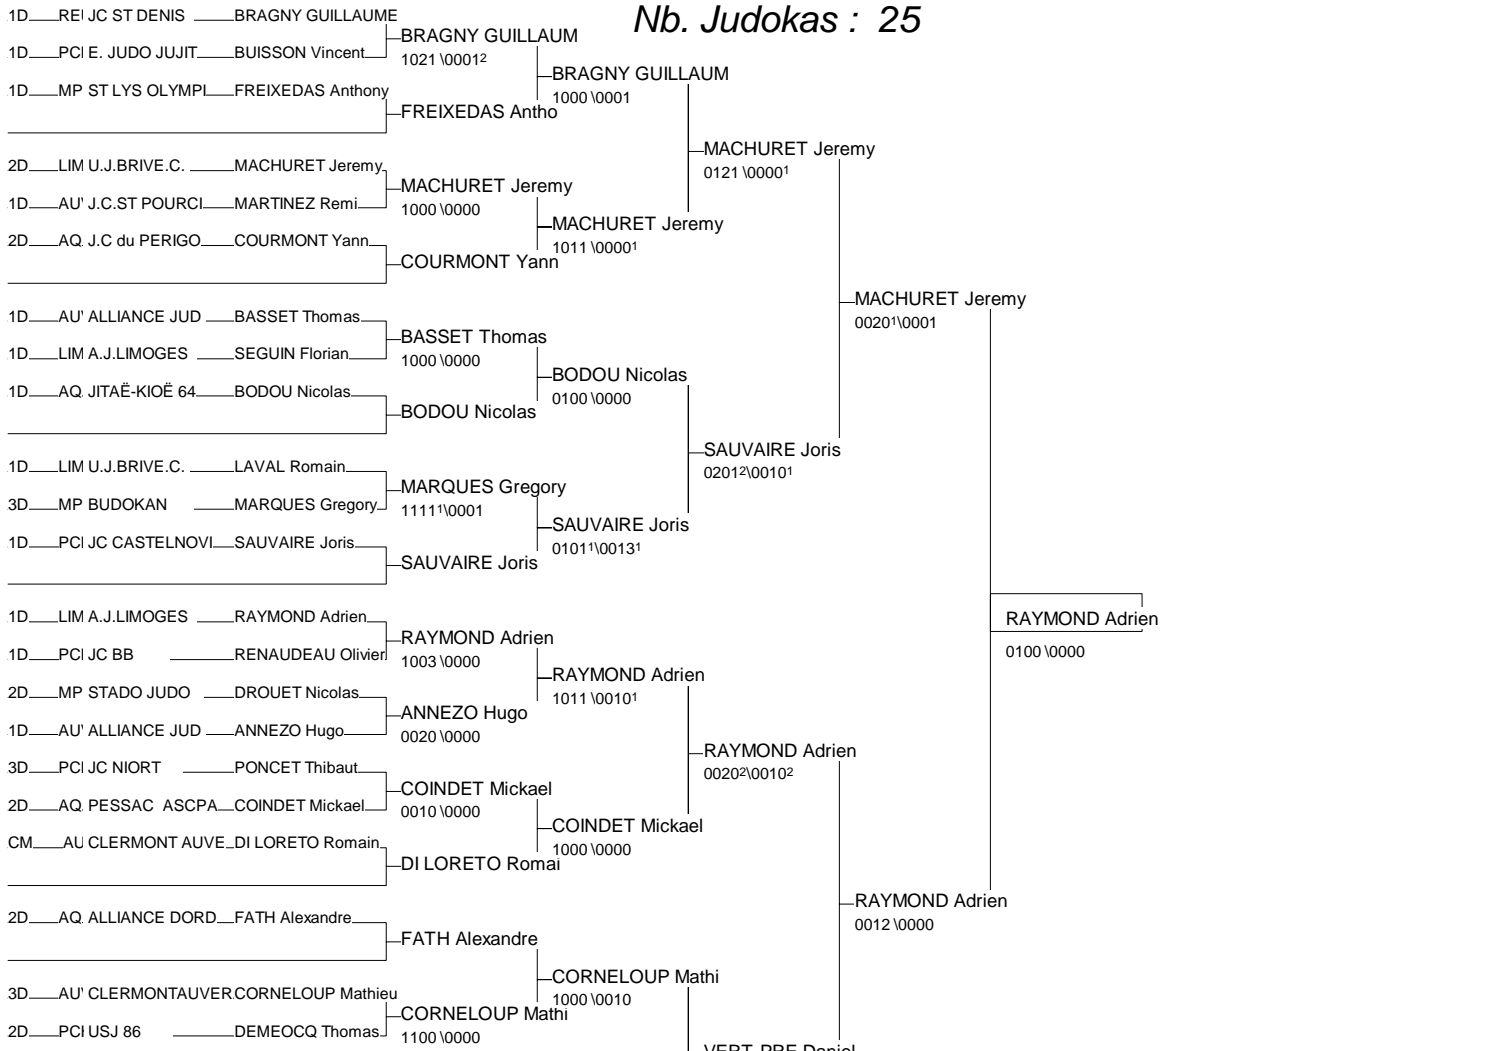 Nb. Judokas : 25
1D REI JC ST DENIS BRAGNY GUILLAUME
1D PCI E. JUDO JUJIT BUISSON Vincent
1D MP ST LYS OLYMPI FREIXEDAS Anthony
2D LIM U.J.BRIVE.C. MACHURET Jeremy
1D AU J.C.ST POURCI MARTINEZ Remi
2D AQ J.C du PERIGO COURMONT Yann
1D AU ALLIANCE JUD BASSET Thomas
1D LIM A.J.LIMOGES SEGUIN Florian
1D AQ JITAË-KIOË 64 BODOU Nicolas
1D LIM U.J.BRIVE.C. LAVAL Romain
3D MP BUDOKAN MARQUES Gregory
1D PCI JC CASTELNOVI SAUVAIRE Joris
1D LIM A.J.LIMOGES RAYMOND Adrien
1D PCI JC BB RENAUDEAU Olivier
2D MP STADO JUDO DROUET Nicolas
1D AU ALLIANCE JUD ANNEZO Hugo
3D PCI JC NIORT PONCET Thibaut
2D AQ PESSAC ASCPA COINDET Mickael
CM AU CLERMONT AUVE DI LORETO Romain
2D AQ ALLIANCE DORD FATH Alexandre
3D AU CLERMONTAUVER CORNELOUP Mathieu
2D PCI USJ 86 DEMEOCQ Thomas
BRAGNY GUILLAUM
1021 \0001²
FREIXEDAS Antho
MACHURET Jeremy
1000 \0000
COURMONT Yann
BASSET Thomas
1000 \0000
BODOU Nicolas
MARQUES Gregory
1111¹\0001
SAUVAIRE Joris
RAYMOND Adrien
1003 \0000
ANNEZO Hugo
0020 \0000
COINDET Mickael
0010 \0000
DI LORETO Romai
FATH Alexandre
CORNELOUP Mathi
1100 \0000
BRAGNY GUILLAUM
1000 \0001
MACHURET Jeremy
1011 \0000¹
BODOU Nicolas
0100 \0000
SAUVAIRE Joris
0101¹\0013¹
RAYMOND Adrien
1011 \0010¹
COINDET Mickael
1000 \0000
CORNELOUP Mathi
1000 \0010
MACHURET Jeremy
0121 \0000¹
SAUVAIRE Joris
0201²\0010¹
RAYMOND Adrien
0020²\0010²
VERT-PRE Daniel
MACHURET Jeremy
0020¹\0001
RAYMOND Adrien
0012 \0000
RAYMOND Adrien
0100 \0000